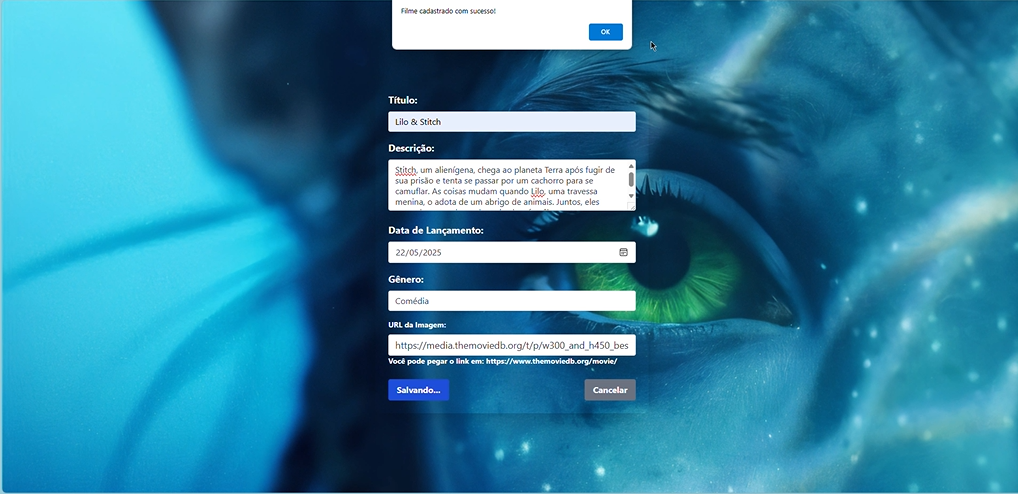 Filme cadastrado com sucesso!
OK
Título:
Lilo & Stitch
Descrição:
Stitch, um alienígena, chega ao planeta Terra após fugir de
sua prisão e tenta se passar por um cachorro para se
camuflar. As coisas mudam quando Lilo, uma travessa
menina, o adota de um abrigo de animais. Juntos, eles
Data de Lançamento:
22/05/2025
Gênero:
Comédia
URL da Imagem:
https://media.themoviedb.org/t/p/w300_and_h450_bes
Você pode pegar o link em: https://www.themoviedb.org/movie/
Salvando...
Cancelar